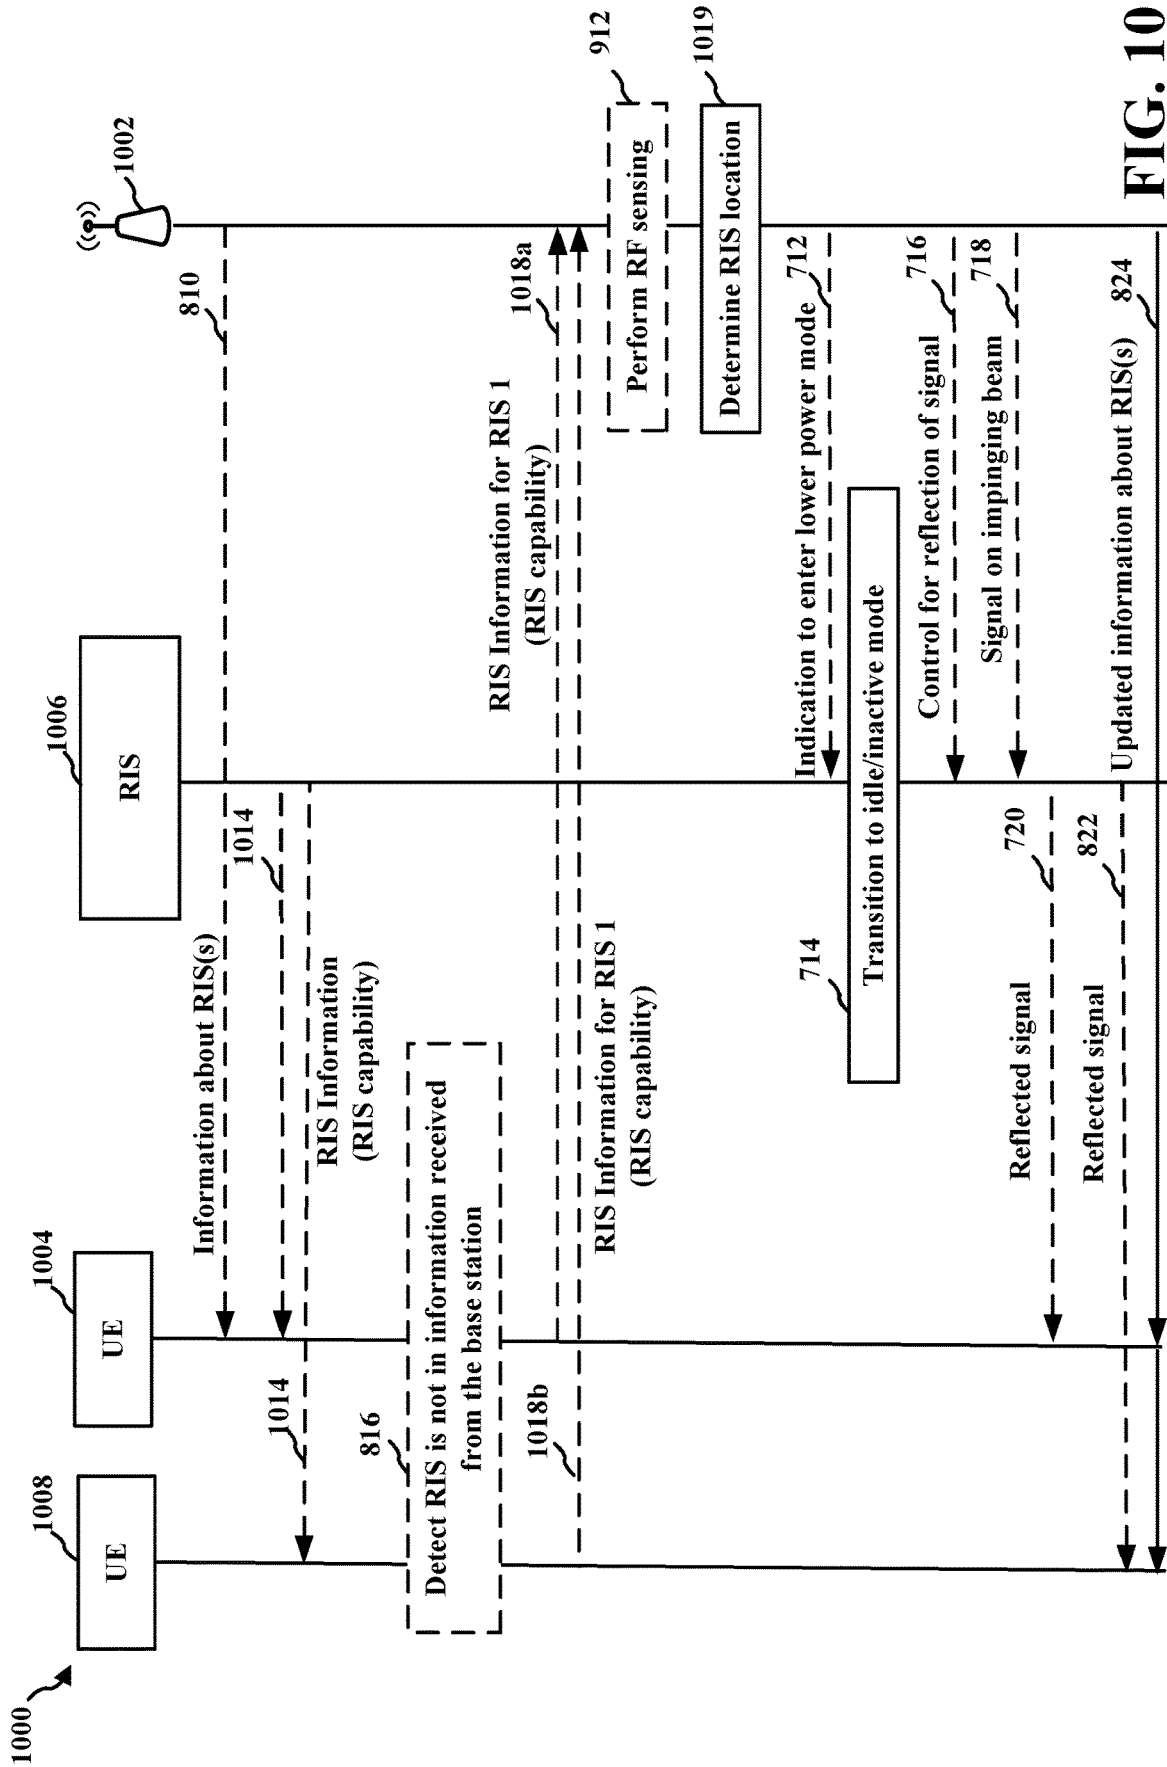 1000
1008
UE
1004
UE
1006
RIS
1002
810
Information about RIS(s)
1014
1014
RIS Information
(RIS capability)
816
Detect RIS is not in information received
from the base station
1018a
RIS Information for RIS 1
(RIS capability)
1018b
RIS Information for RIS 1
(RIS capability)
912
Perform RF sensing
1019
Determine RIS location
Indication to enter lower power mode
712
714
Transition to idle/inactive mode
Control for reflection of signal
716
Signal on impinging beam
718
Reflected signal
720
Reflected signal
822
Updated information about RIS(s)
824
FIG. 10